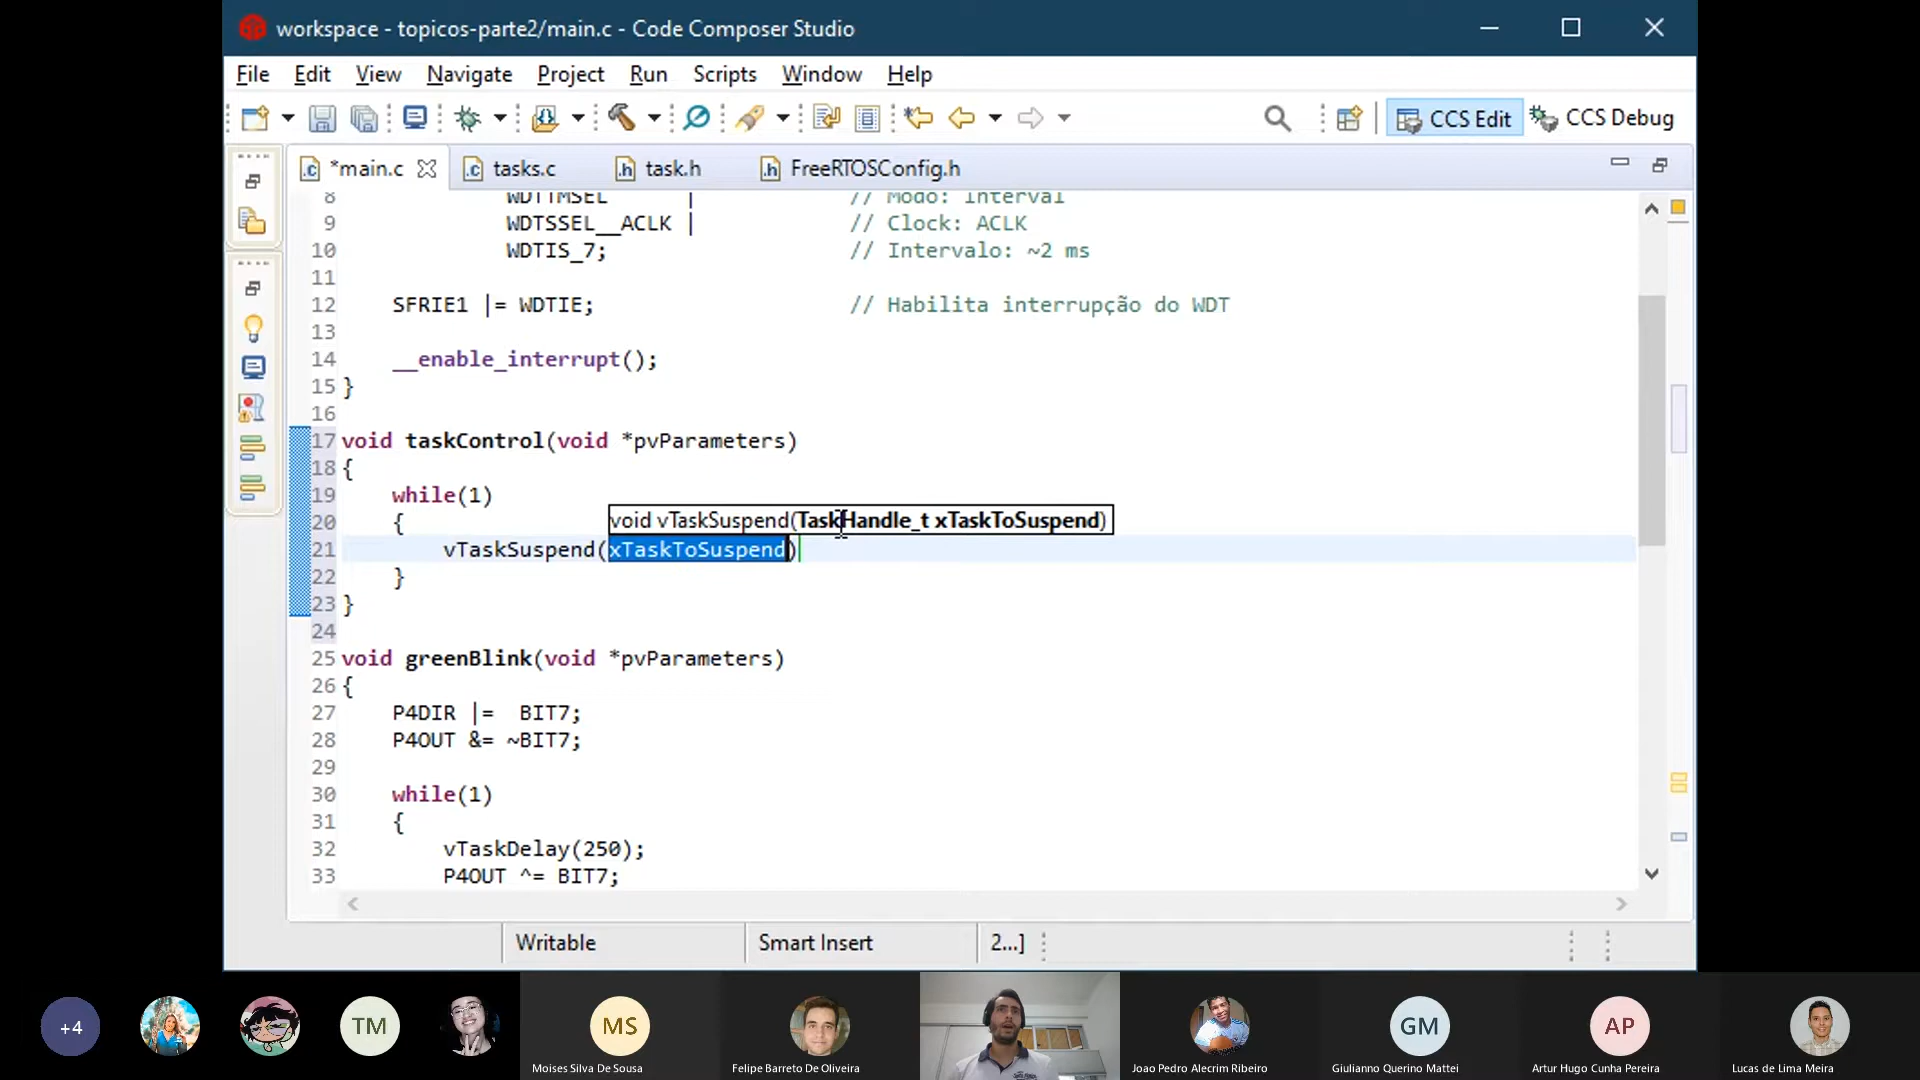 workspace - topicos-parte2/main.c - Code Composer Studio
File Edit View Navigate Project Run Scripts Window Help
CCS Edit CCS Debug
*main.c tasks.c task.h FreeRTOSConfig.h
8 WDTTMSEL | // Modo: Interval
9 WDTSSEL__ACLK | // Clock: ACLK
10 WDTIS_7; // Intervalo: ~2 ms
11
12 SFRIE1 |= WDTIE; // Habilita interrupção do WDT
13
14 __enable_interrupt();
15 }
16
17 void taskControl(void *pvParameters)
18 {
19 while(1)
20 {
void vTaskSuspend(TaskHandle_t xTaskToSuspend)
21 vTaskSuspend(xTaskToSuspend)
22 }
23 }
24
25 void greenBlink(void *pvParameters)
26 {
27 P4DIR |= BIT7;
28 P4OUT &= ~BIT7;
29
30 while(1)
31 {
32 vTaskDelay(250);
33 P4OUT ^= BIT7;
Writable Smart Insert 2...]
+4 TM MS GM AP
Moises Silva De Sousa Felipe Barreto De Oliveira Joao Pedro Alecrim Ribeiro Giulianno Querino Mattei Artur Hugo Cunha Pereira Lucas de Lima Meira